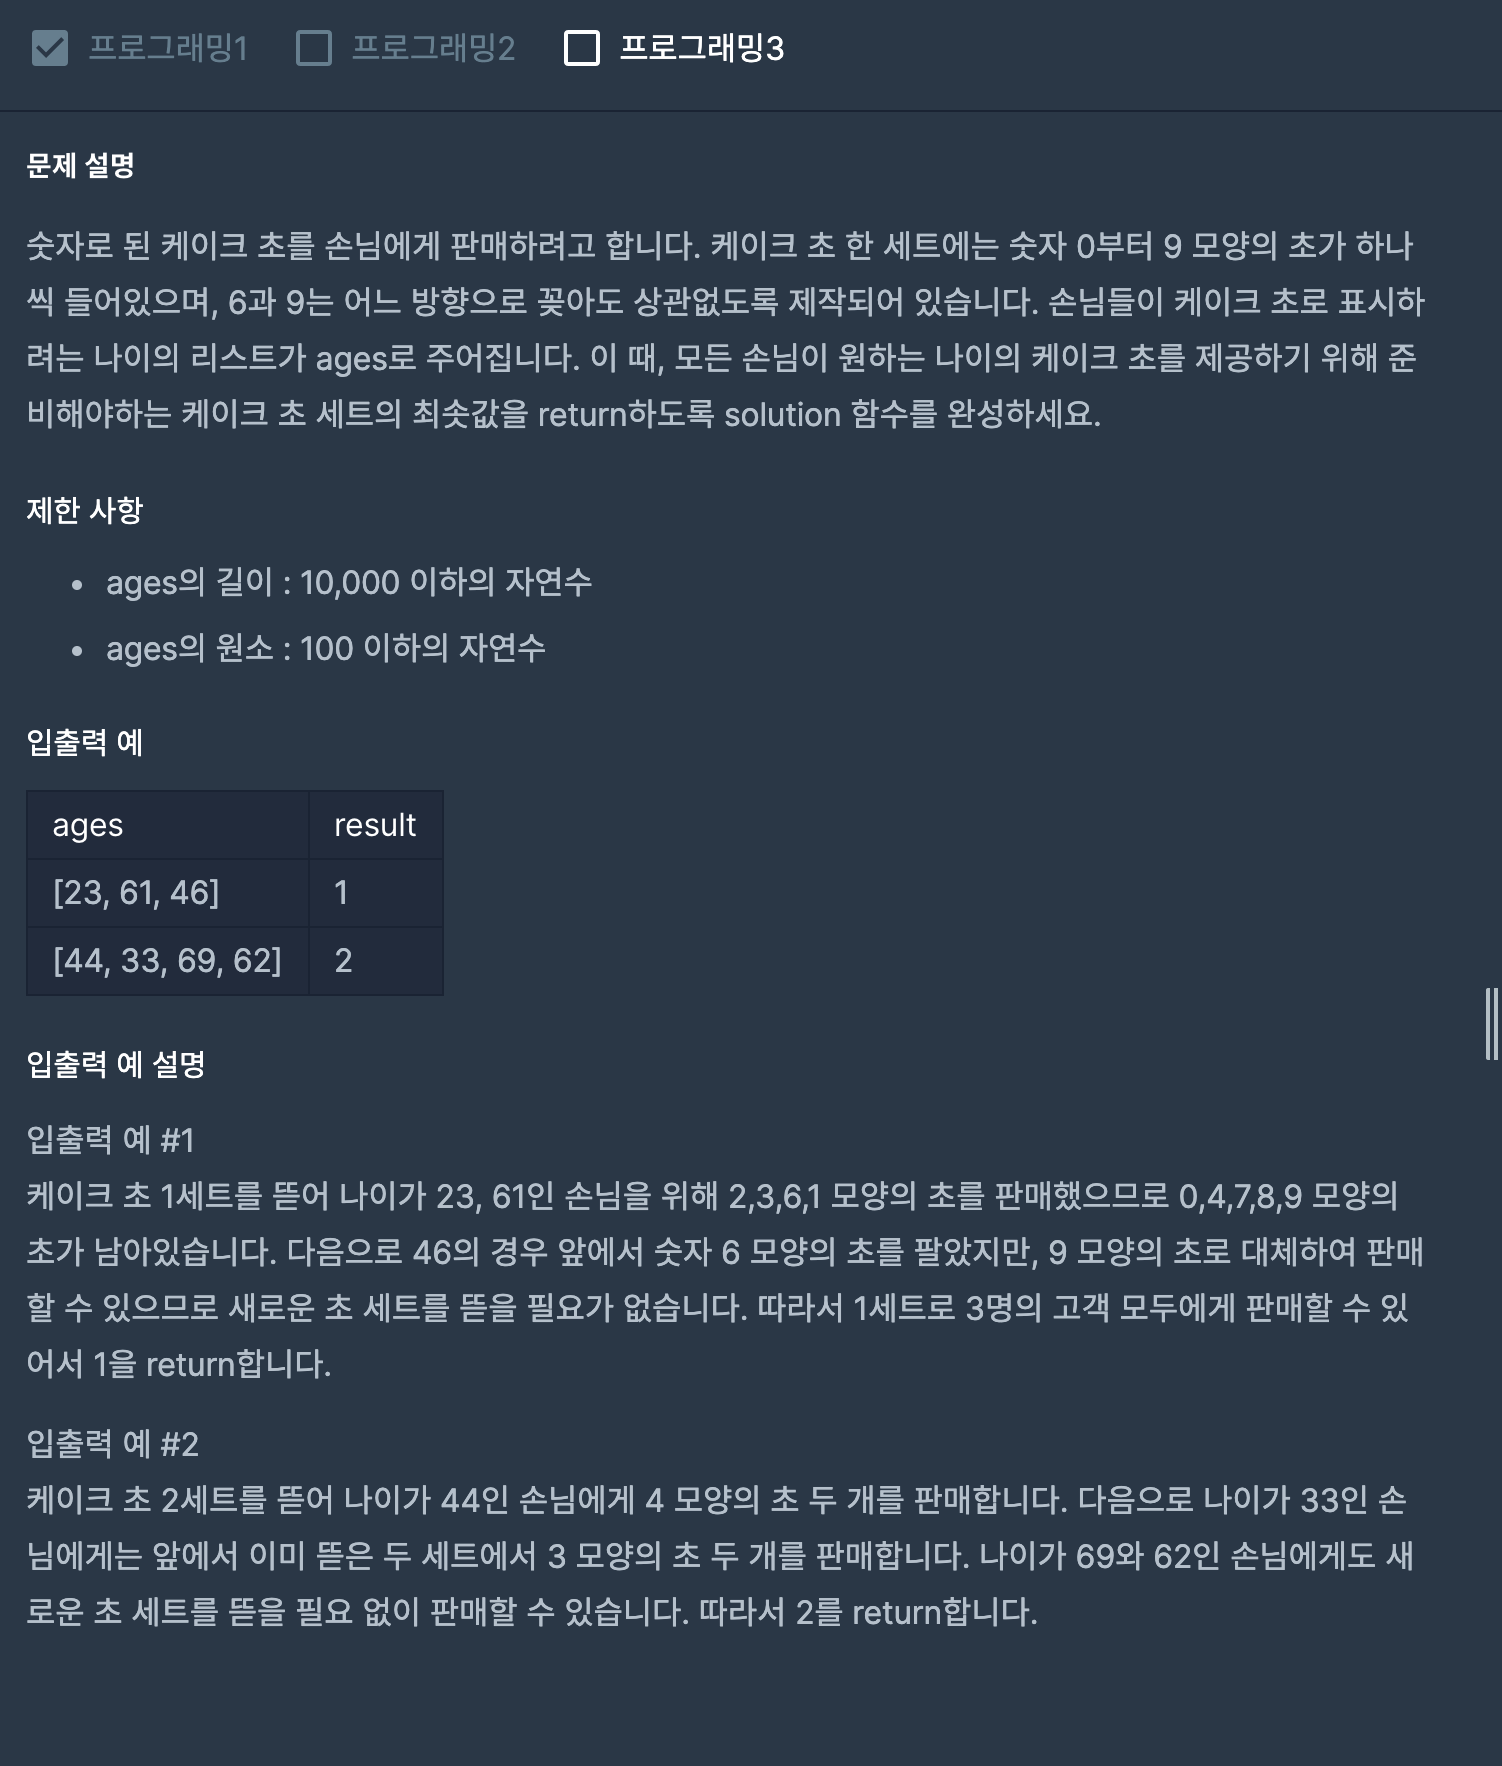 프로그래밍1 프로그래밍2 프로그래밍3
문제 설명
숫자로 된 케이크 초를 손님에게 판매하려고 합니다. 케이크 초 한 세트에는 숫자 0부터 9 모양의 초가 하나
씩 들어있으며, 6과 9는 어느 방향으로 꽂아도 상관없도록 제작되어 있습니다. 손님들이 케이크 초로 표시하
려는 나이의 리스트가 ages로 주어집니다. 이 때, 모든 손님이 원하는 나이의 케이크 초를 제공하기 위해 준
비해야하는 케이크 초 세트의 최솟값을 return하도록 solution 함수를 완성하세요.
제한 사항
• ages의 길이 : 10,000 이하의 자연수
• ages의 원소 : 100 이하의 자연수
입출력 예
ages result
[23, 61, 46] 1
[44, 33, 69, 62] 2
입출력 예 설명
입출력 예 #1
케이크 초 1세트를 뜯어 나이가 23, 61인 손님을 위해 2,3,6,1 모양의 초를 판매했으므로 0,4,7,8,9 모양의
초가 남아있습니다. 다음으로 46의 경우 앞에서 숫자 6 모양의 초를 팔았지만, 9 모양의 초로 대체하여 판매
할 수 있으므로 새로운 초 세트를 뜯을 필요가 없습니다. 따라서 1세트로 3명의 고객 모두에게 판매할 수 있
어서 1을 return합니다.
입출력 예 #2
케이크 초 2세트를 뜯어 나이가 44인 손님에게 4 모양의 초 두 개를 판매합니다. 다음으로 나이가 33인 손
님에게는 앞에서 이미 뜯은 두 세트에서 3 모양의 초 두 개를 판매합니다. 나이가 69와 62인 손님에게도 새
로운 초 세트를 뜯을 필요 없이 판매할 수 있습니다. 따라서 2를 return합니다.